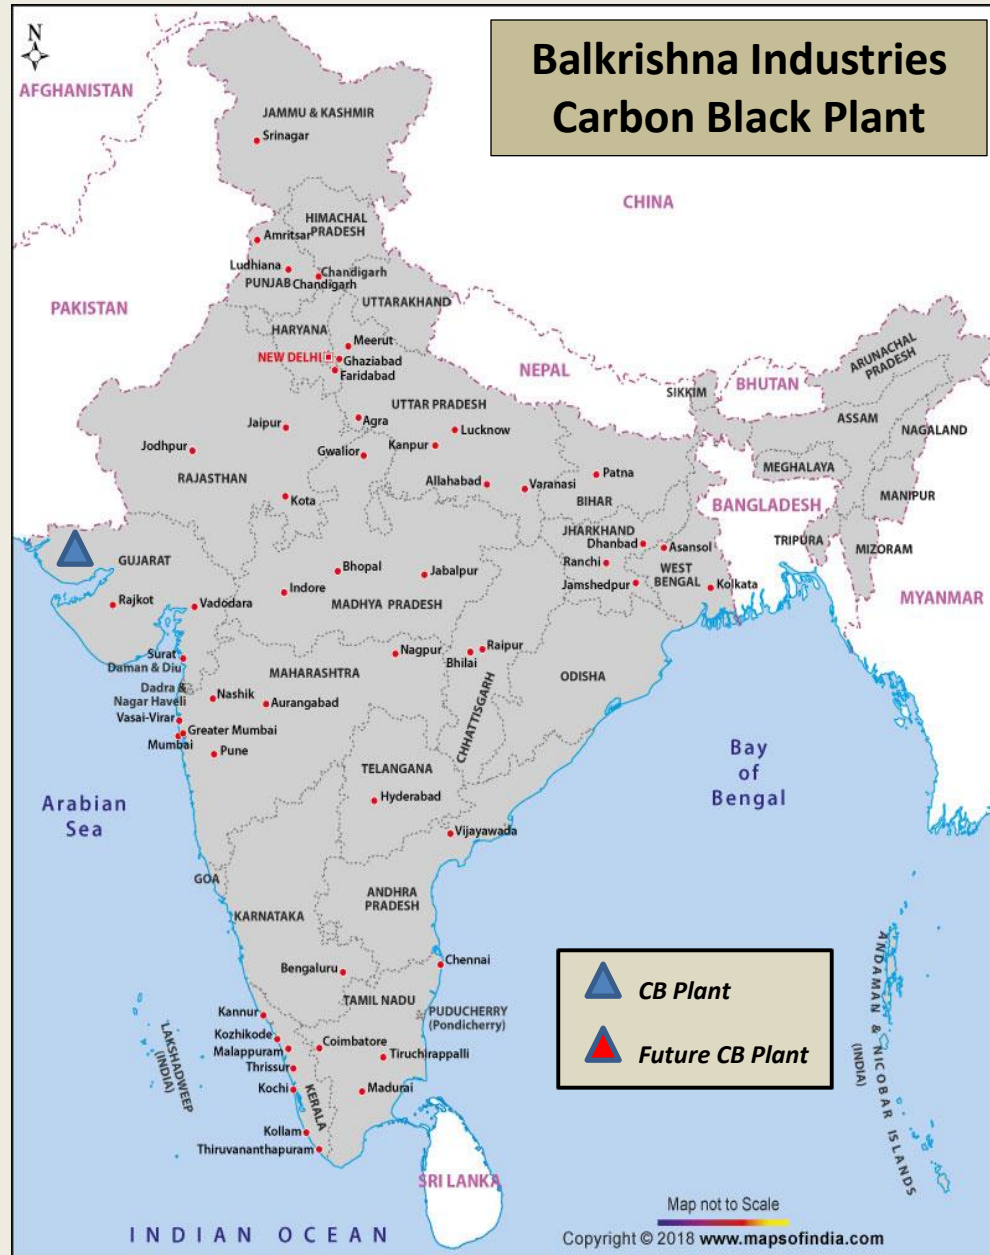 Balkrishna Industries
Carbon Black Plant
N
AFGHANISTAN
JAMMU & KASHMIR
Srinagar
CHINA
HIMACHAL
PRADESH
Amritsar
Ludhiana
Chandigarh
PUNJAB
Chandigarh
UTTARAKHAND
PAKISTAN
HARYANA
Meerut
NEW DELHI
Ghaziabad
Faridabad
NEPAL
SIKKIM
BHUTAN
ARUNACHAL
PRADESH
UTTAR PRADESH
ASSAM
NAGALAND
Jaipur
Agra
Lucknow
Jodhpur
Gwalior
Kanpur
MEGHALAYA
RAJASTHAN
Allahabad
Varanasi
Patna
BIHAR
MANIPUR
Kota
BANGLADESH
JHARKHAND
Dhanbad
Asansol
TRIPURA
MIZORAM
GUJARAT
Bhopal
Jabalpur
Ranchi
WEST
BENGAL
Indore
Jamshedpur
Kolkata
Rajkot
Vadodara
MADHYA PRADESH
MYANMAR
Surat
Daman & Diu
MAHARASHTRA
Nagpur
Bhilai
Raipur
ODISHA
Dadra &
Nagar Haveli
Nashik
Aurangabad
CHHATTISGARH
Vasai-Virar
Greater Mumbai
Mumbai
Pune
TELANGANA
Hyderabad
Bay
of
Bengal
Arabian
Sea
Vijayawada
GOA
ANDHRA
PRADESH
KARNATAKA
Bengaluru
Chennai
CB Plant
Future CB Plant
TAMIL NADU
PUDUCHERRY
(Pondicherry)
Kannur
Kozhikode
Coimbatore
Malappuram
Tiruchirappalli
Thrissur
Kochi
KERALA
Madurai
LAKSHADWEEP
(INDIA)
ANDAMAN & NICOBAR ISLANDS
(INDIA)
Kollam
Thiruvananthapuram
SRI LANKA
Map not to Scale
INDIAN OCEAN
Copyright © 2018 www.mapsofindia.com